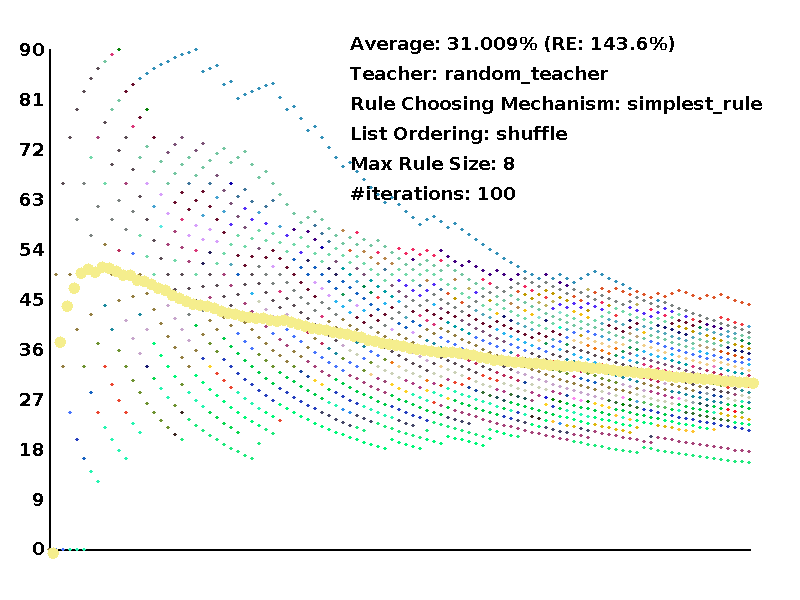 Average: 31.009% (RE: 143.6%)
Teacher: random_teacher
Rule Choosing Mechanism: simplest_rule
List Ordering: shuffle
Max Rule Size: 8
#iterations: 100
90
81
72
63
54
45
36
27
18
9
0